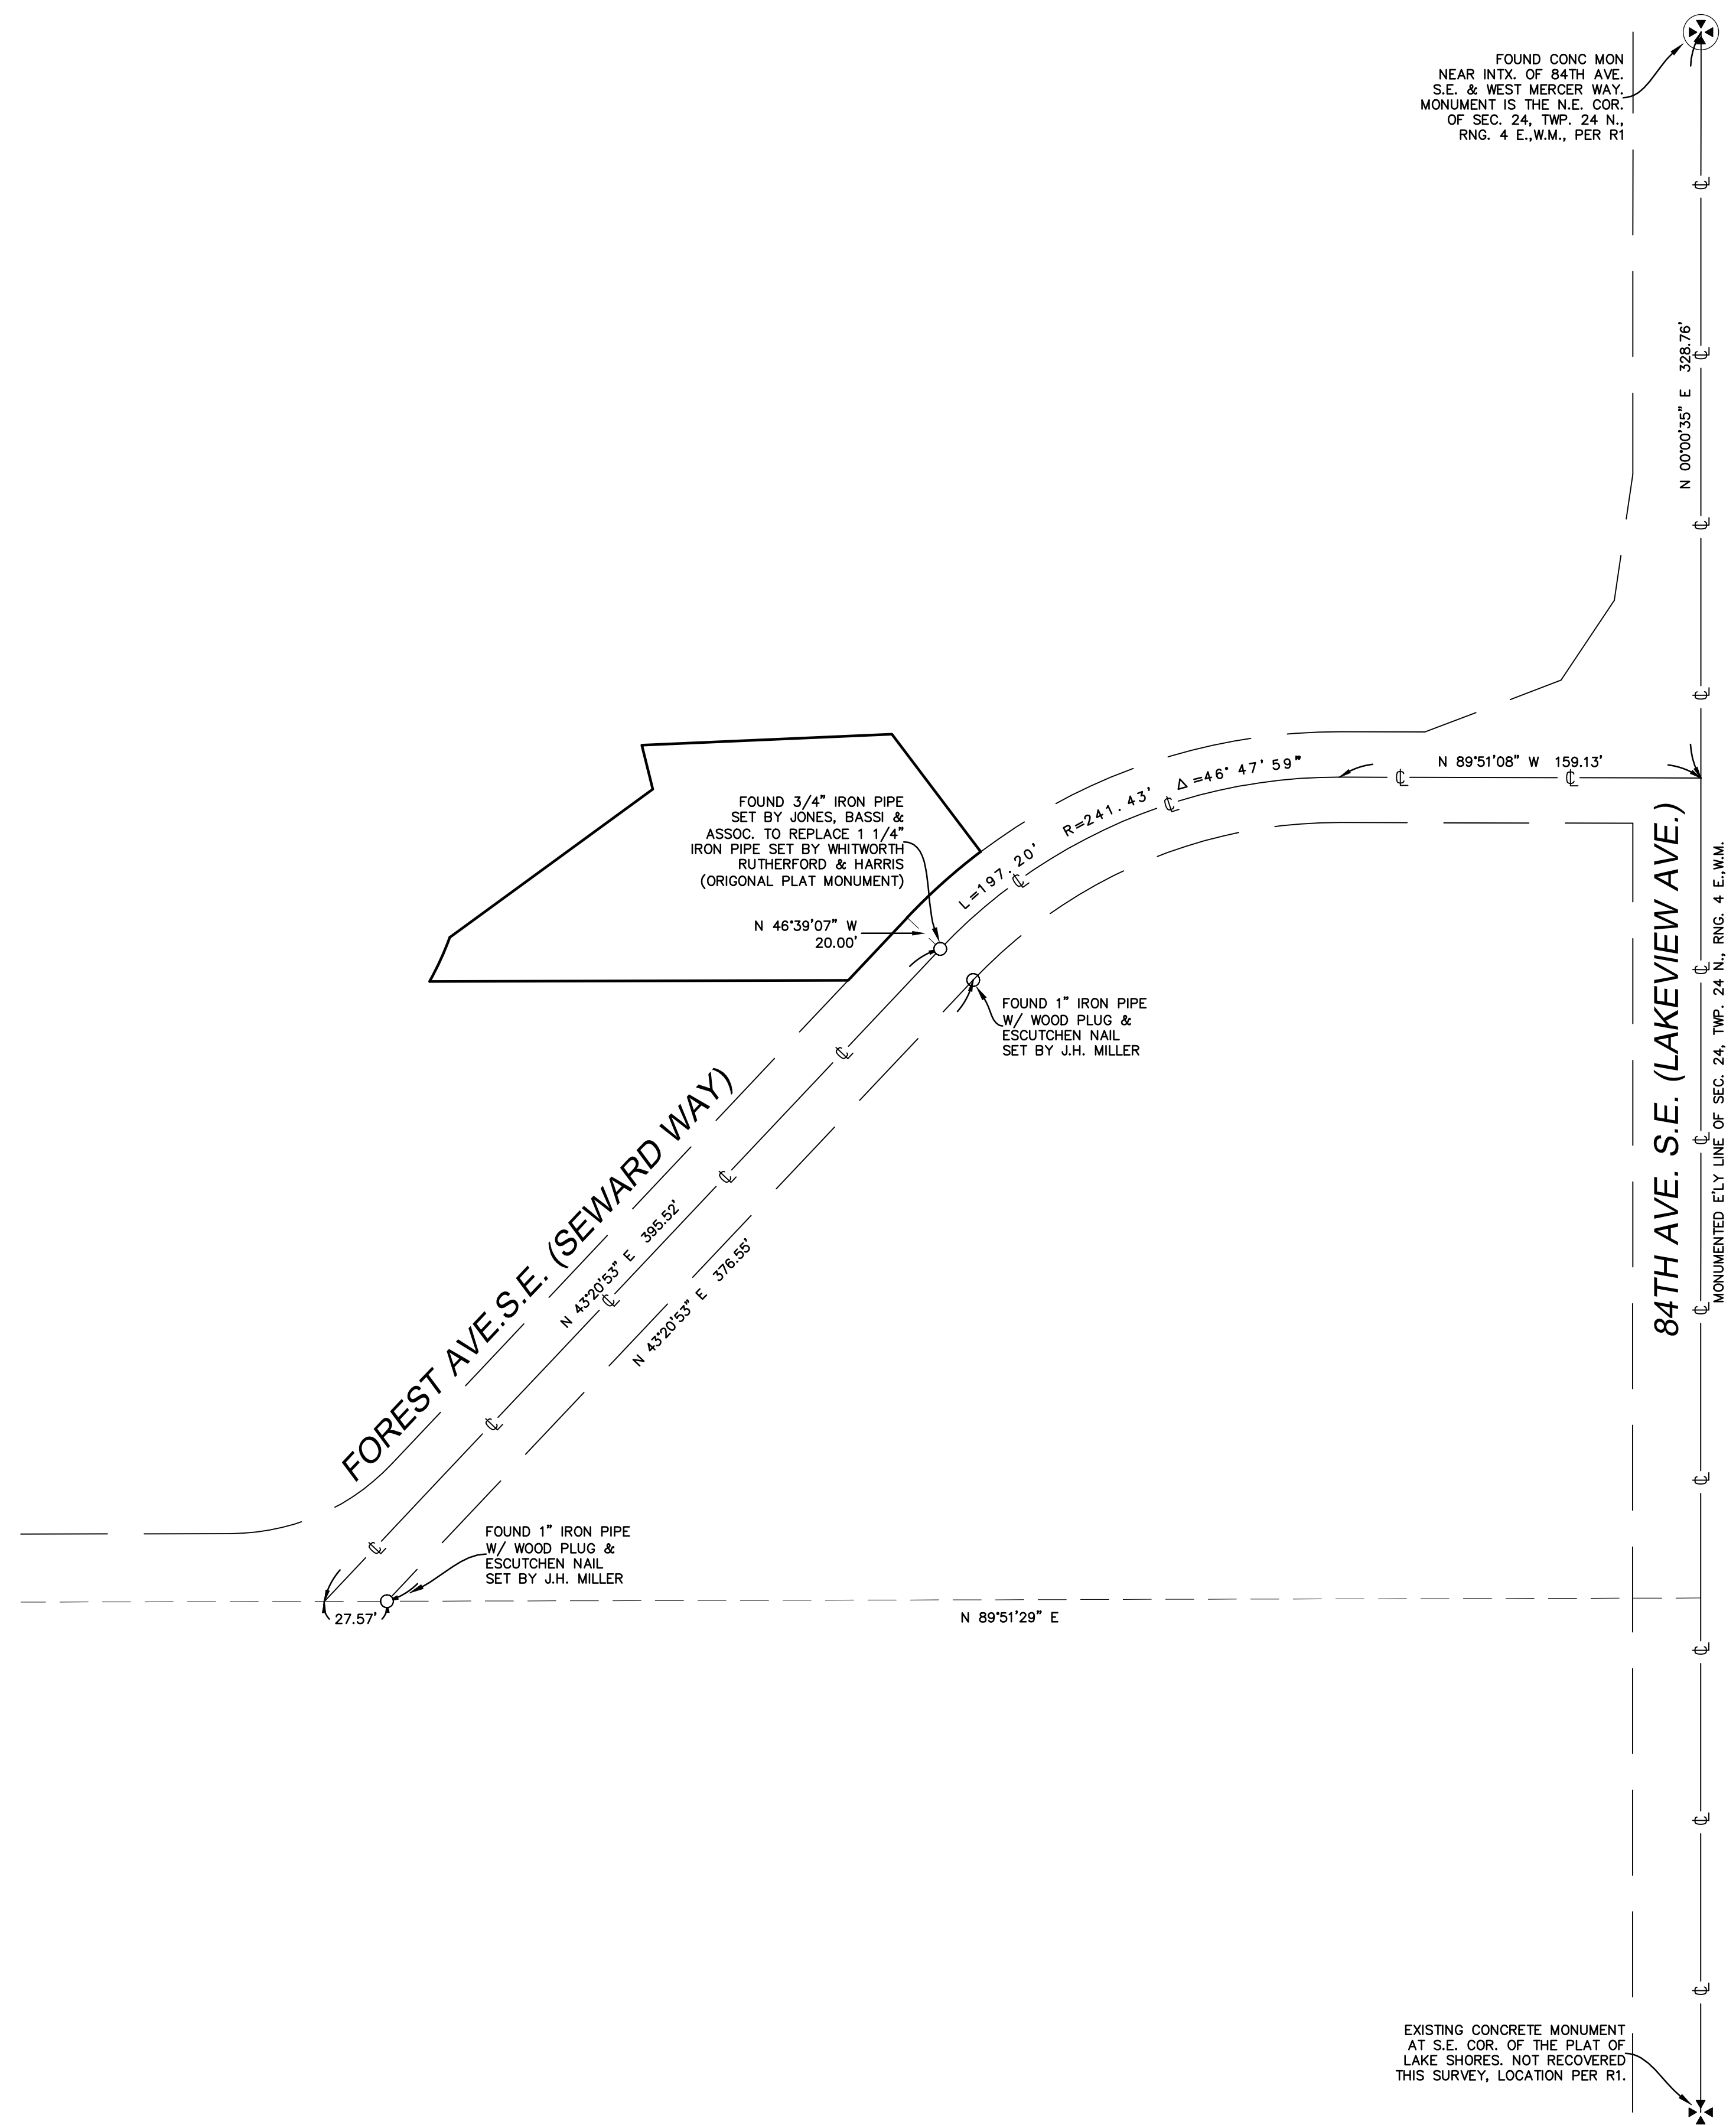 FOUND CONC MON
NEAR INTX. OF 84TH AVE.
S.E. & WEST MERCER WAY.
MONUMENT IS THE N.E. COR.
OF SEC. 24, TWP. 24 N.,
RNG. 4 E.,W.M., PER R1
N 00°00'35" E 328.76'
N 89°51'08" W 159.13'
Δ=46° 47' 59"
R=241.43'
L=197.20'
FOUND 3/4" IRON PIPE
SET BY JONES, BASSI &
ASSOC. TO REPLACE 1 1/4"
IRON PIPE SET BY WHITWORTH
RUTHERFORD & HARRIS
(ORIGONAL PLAT MONUMENT)
N 46°39'07" W
20.00'
FOUND 1" IRON PIPE
W/ WOOD PLUG &
ESCUTCHEN NAIL
SET BY J.H. MILLER
84TH AVE. S.E. (LAKEVIEW AVE.)
MONUMENTED E'LY LINE OF SEC. 24, TWP. 24 N., RNG. 4 E.,W.M.
FOREST AVE.S.E. (SEWARD WAY)
N 43°20'53" E 395.52'
N 43°20'53" E 376.55'
FOUND 1" IRON PIPE
W/ WOOD PLUG &
ESCUTCHEN NAIL
SET BY J.H. MILLER
27.57'
N 89°51'29" E
EXISTING CONCRETE MONUMENT
AT S.E. COR. OF THE PLAT OF
LAKE SHORES. NOT RECOVERED
THIS SURVEY, LOCATION PER R1.